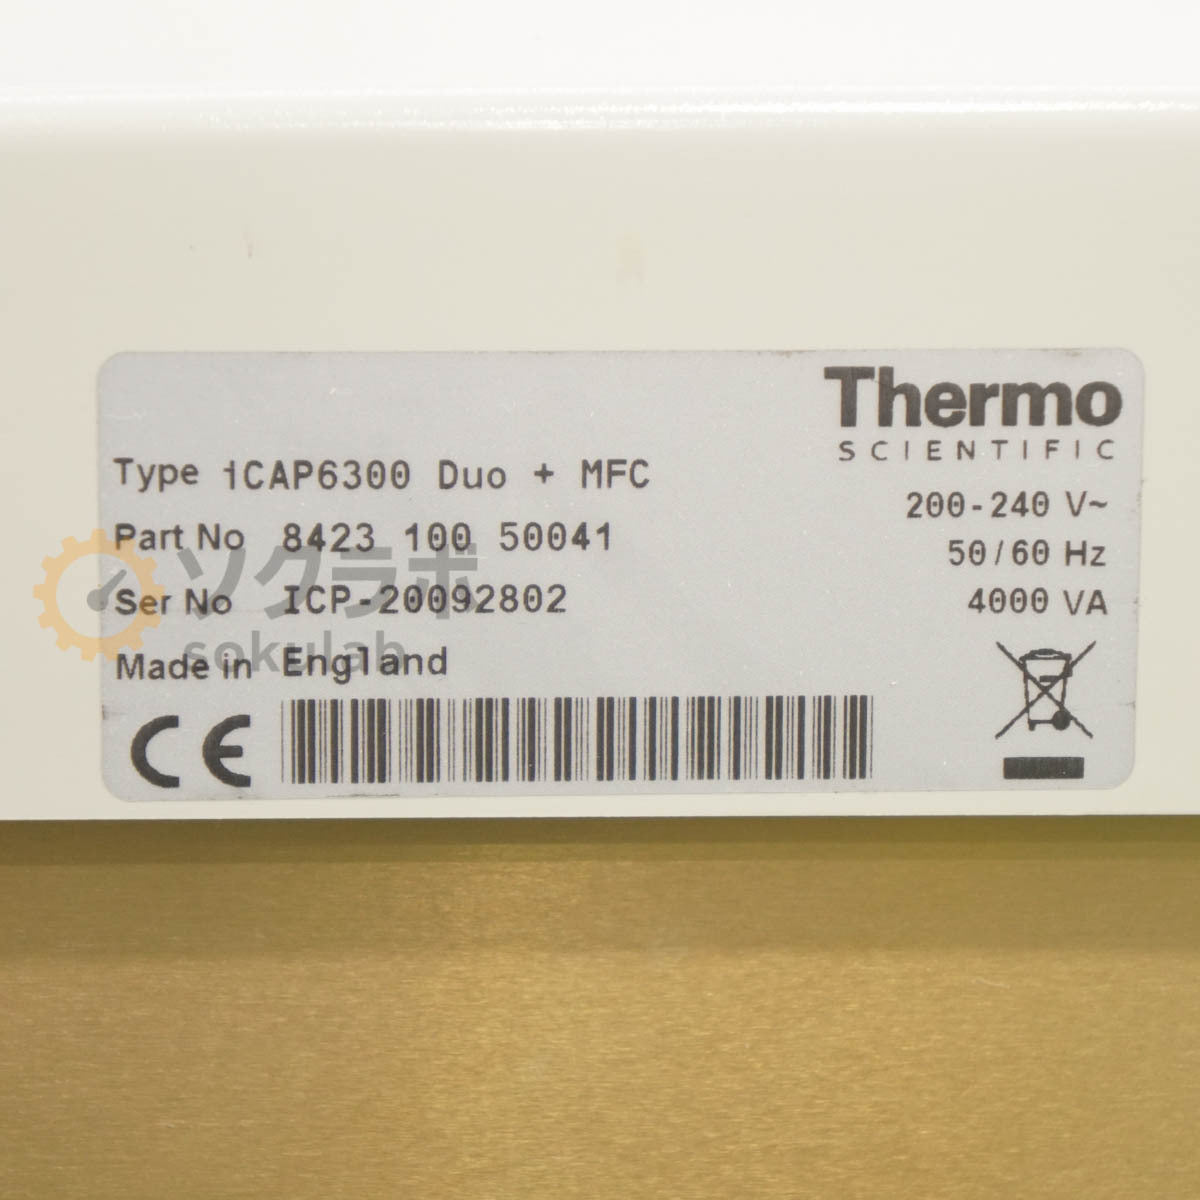 Thermo
SCIENTIFIC
Type iCAP6300 Duo + MFC
200-240 V~
Part No 8423 100 50041
50/60 Hz
Ser No ICP-20092802
4000 VA
Made in England
CE
ソクラボ
sokulab